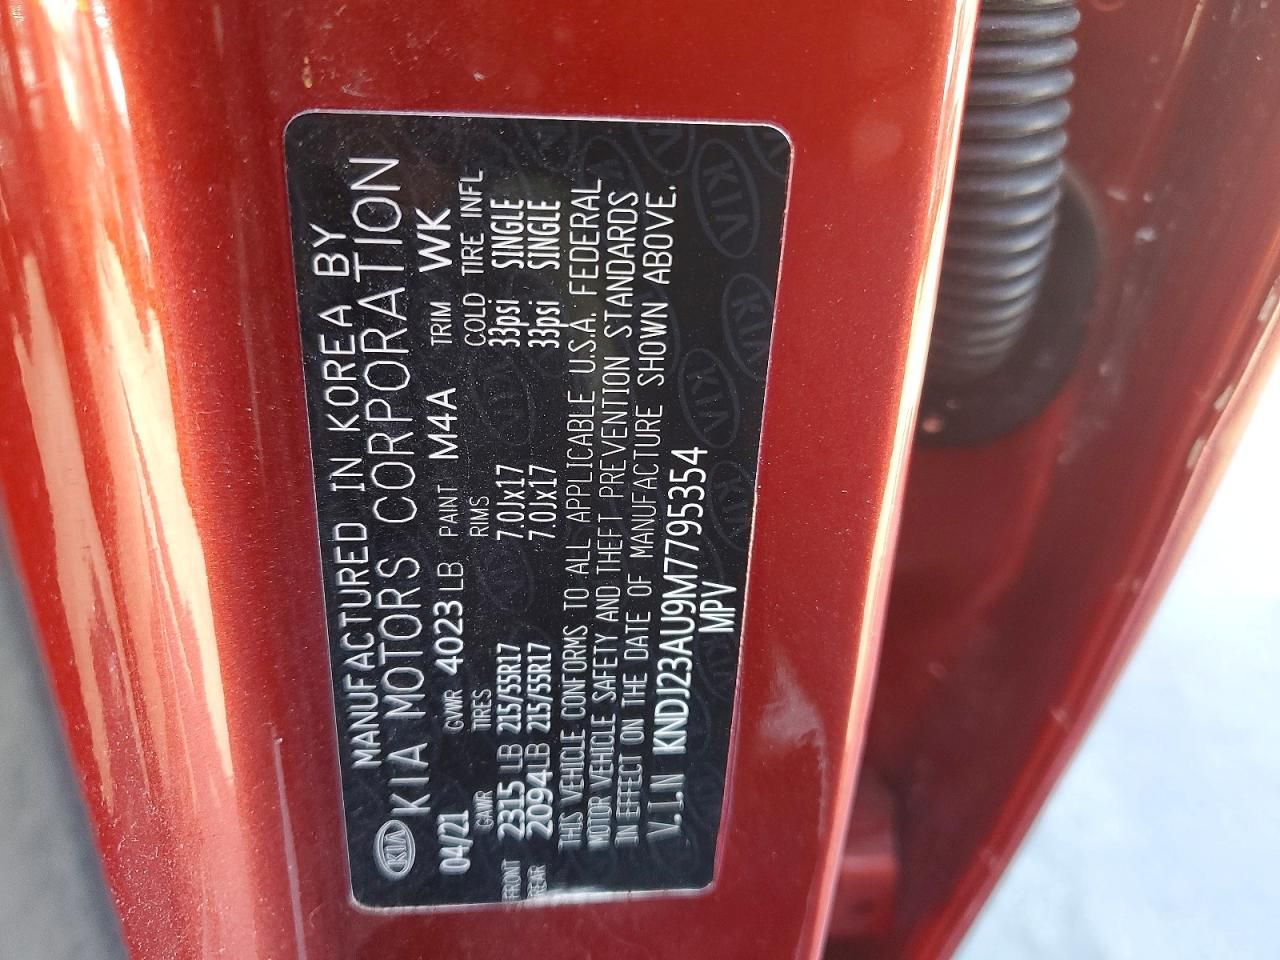 KIA
MANUFACTURED IN KOREA BY
KIA MOTORS CORPORATION
04/21 GVWR 4023 LB PAINT M4A TRIM WK
GAWR TIRES RIMS COLD TIRE INFL
FRONT 2315 LB 215/55R17 7.0Jx17 33psi SINGLE
REAR 2094 LB 215/55R17 7.0Jx17 33psi SINGLE
THIS VEHICLE CONFORMS TO ALL APPLICABLE U.S.A. FEDERAL
MOTOR VEHICLE SAFETY AND THEFT PREVENTION STANDARDS
IN EFFECT ON THE DATE OF MANUFACTURE SHOWN ABOVE.
V.I.N KNDJ23AU9M7795354
MPV